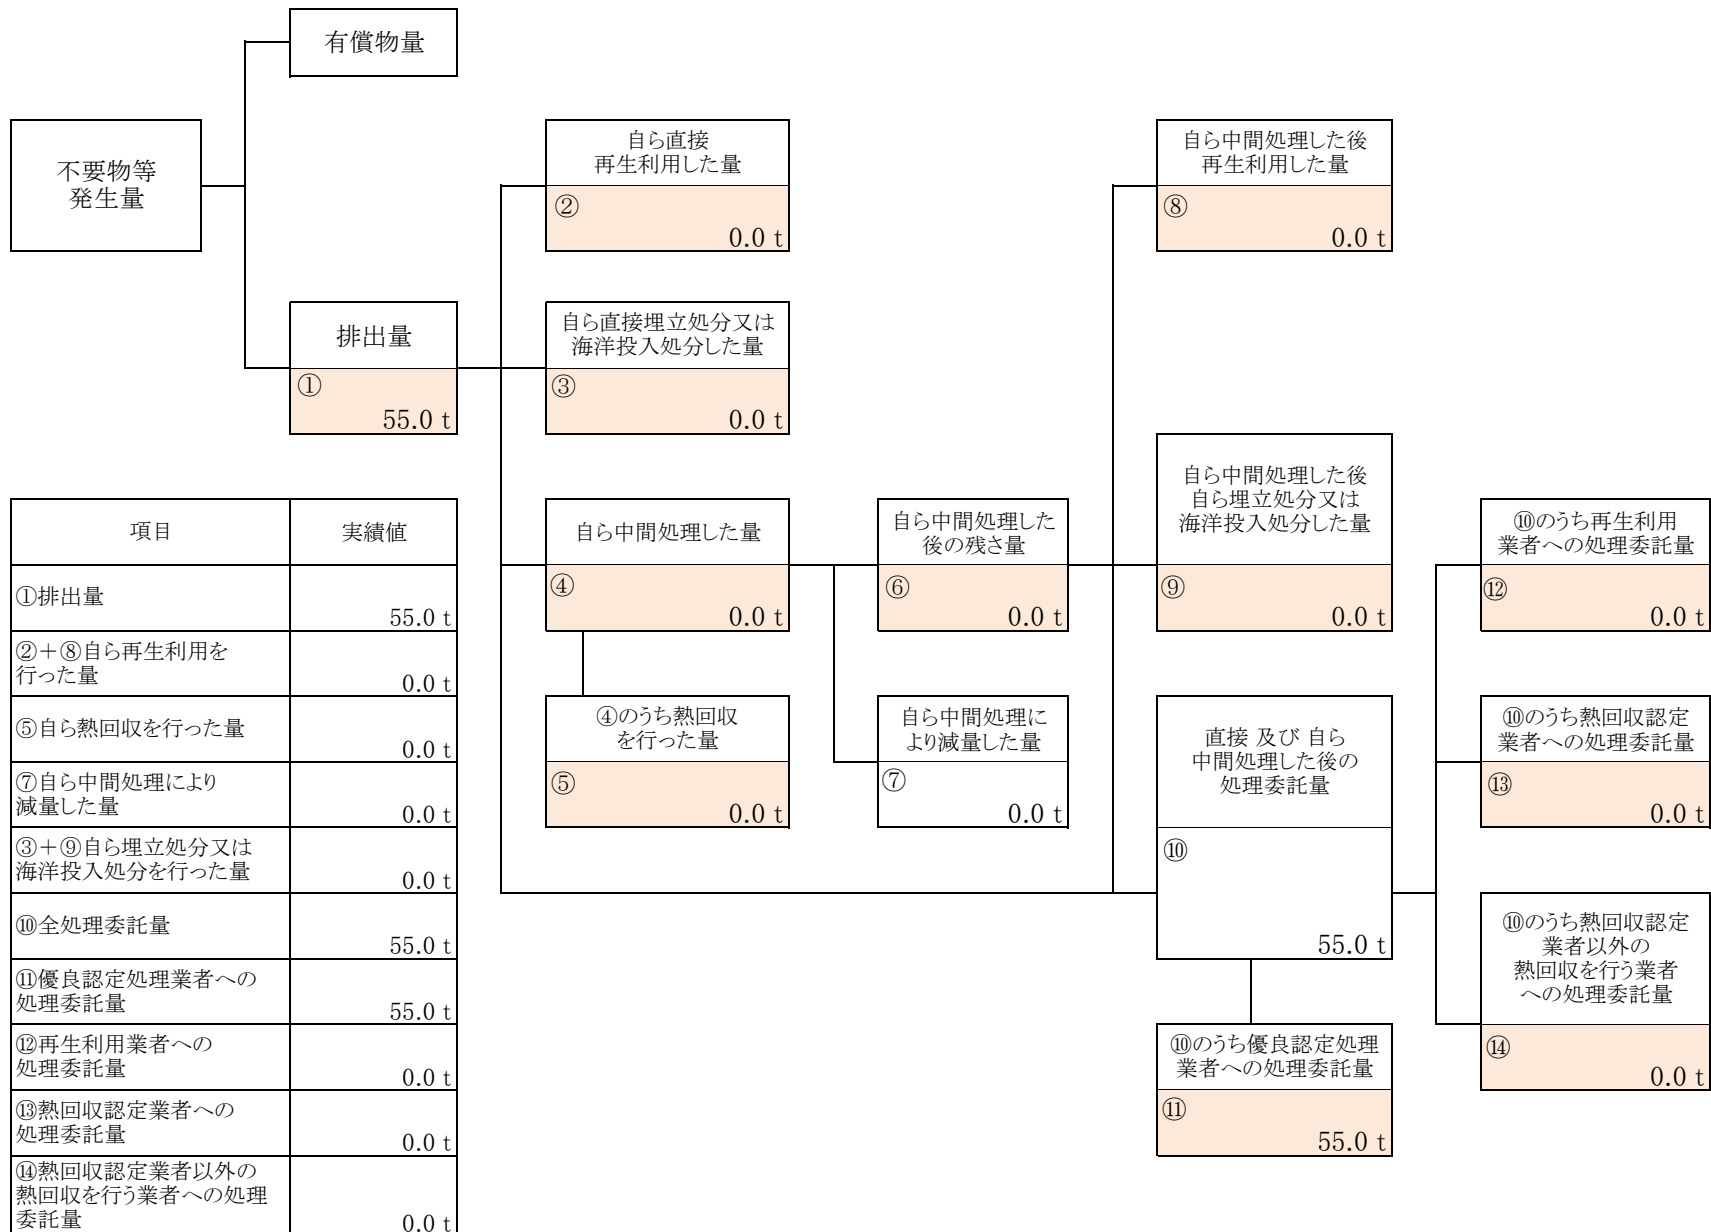 有償物量
不要物等
発生量
自ら直接
再生利用した量
②
0.0 t
自ら中間処理した後
再生利用した量
⑧
0.0 t
排出量
①
55.0 t
自ら直接埋立処分又は
海洋投入処分した量
③
0.0 t
自ら中間処理した量
④
0.0 t
自ら中間処理した
後の残さ量
⑥
0.0 t
自ら中間処理した後
自ら埋立処分又は
海洋投入処分した量
⑨
0.0 t
⑩のうち再生利用
業者への処理委託量
⑫
0.0 t
④のうち熱回収
を行った量
⑤
0.0 t
自ら中間処理に
より減量した量
⑦
0.0 t
直接 及び 自ら
中間処理した後の
処理委託量
⑩
55.0 t
⑩のうち熱回収認定
業者への処理委託量
⑬
0.0 t
⑩のうち熱回収認定
業者以外の
熱回収を行う業者
への処理委託量
⑭
0.0 t
⑩のうち優良認定処理
業者への処理委託量
⑪
55.0 t
項目 実績値
①排出量
55.0 t
②＋⑧自ら再生利用を
行った量
0.0 t
⑤自ら熱回収を行った量
0.0 t
⑦自ら中間処理により
減量した量
0.0 t
③＋⑨自ら埋立処分又は
海洋投入処分を行った量
0.0 t
⑩全処理委託量
55.0 t
⑪優良認定処理業者への
処理委託量
55.0 t
⑫再生利用業者への
処理委託量
0.0 t
⑬熱回収認定業者への
処理委託量
0.0 t
⑭熱回収認定業者以外の
熱回収を行う業者への処理
委託量
0.0 t